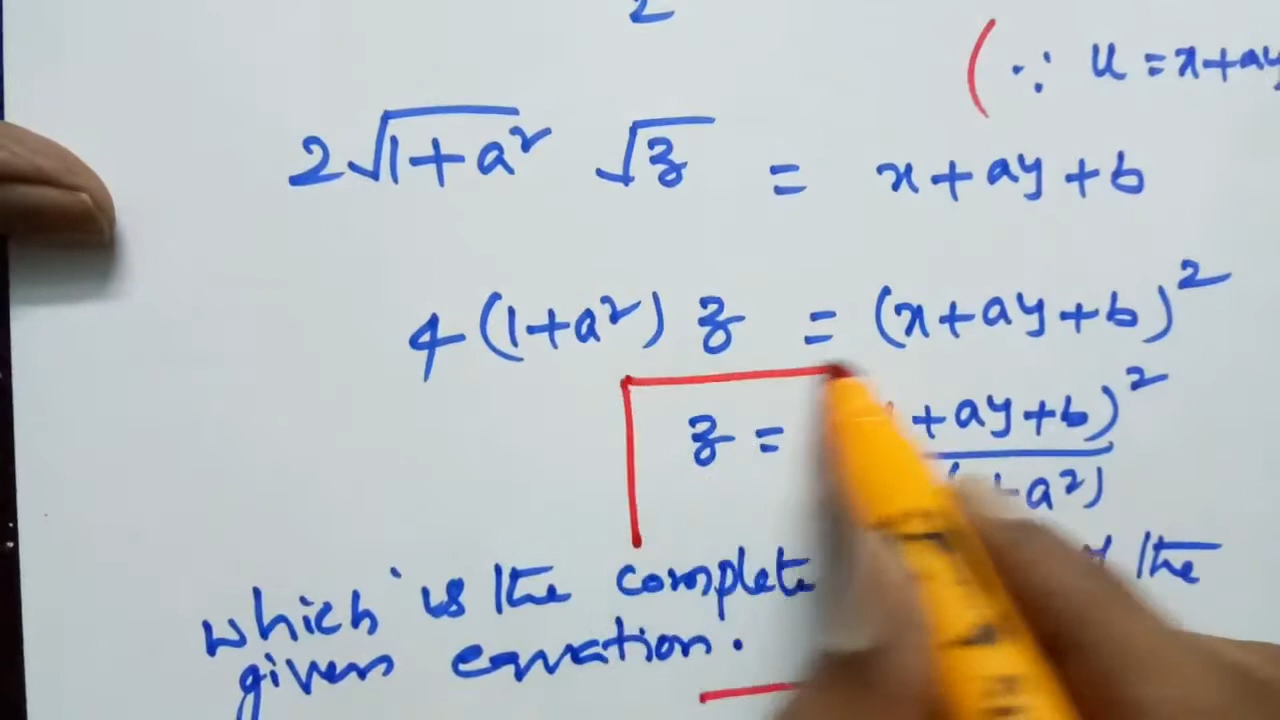 2
(∵ u = x+ay
2√(1+a²) √z = x+ay+b
4(1+a²) z = (x+ay+b)²
z = +ay+b)²
+a²)
which is the complete the
given equation.